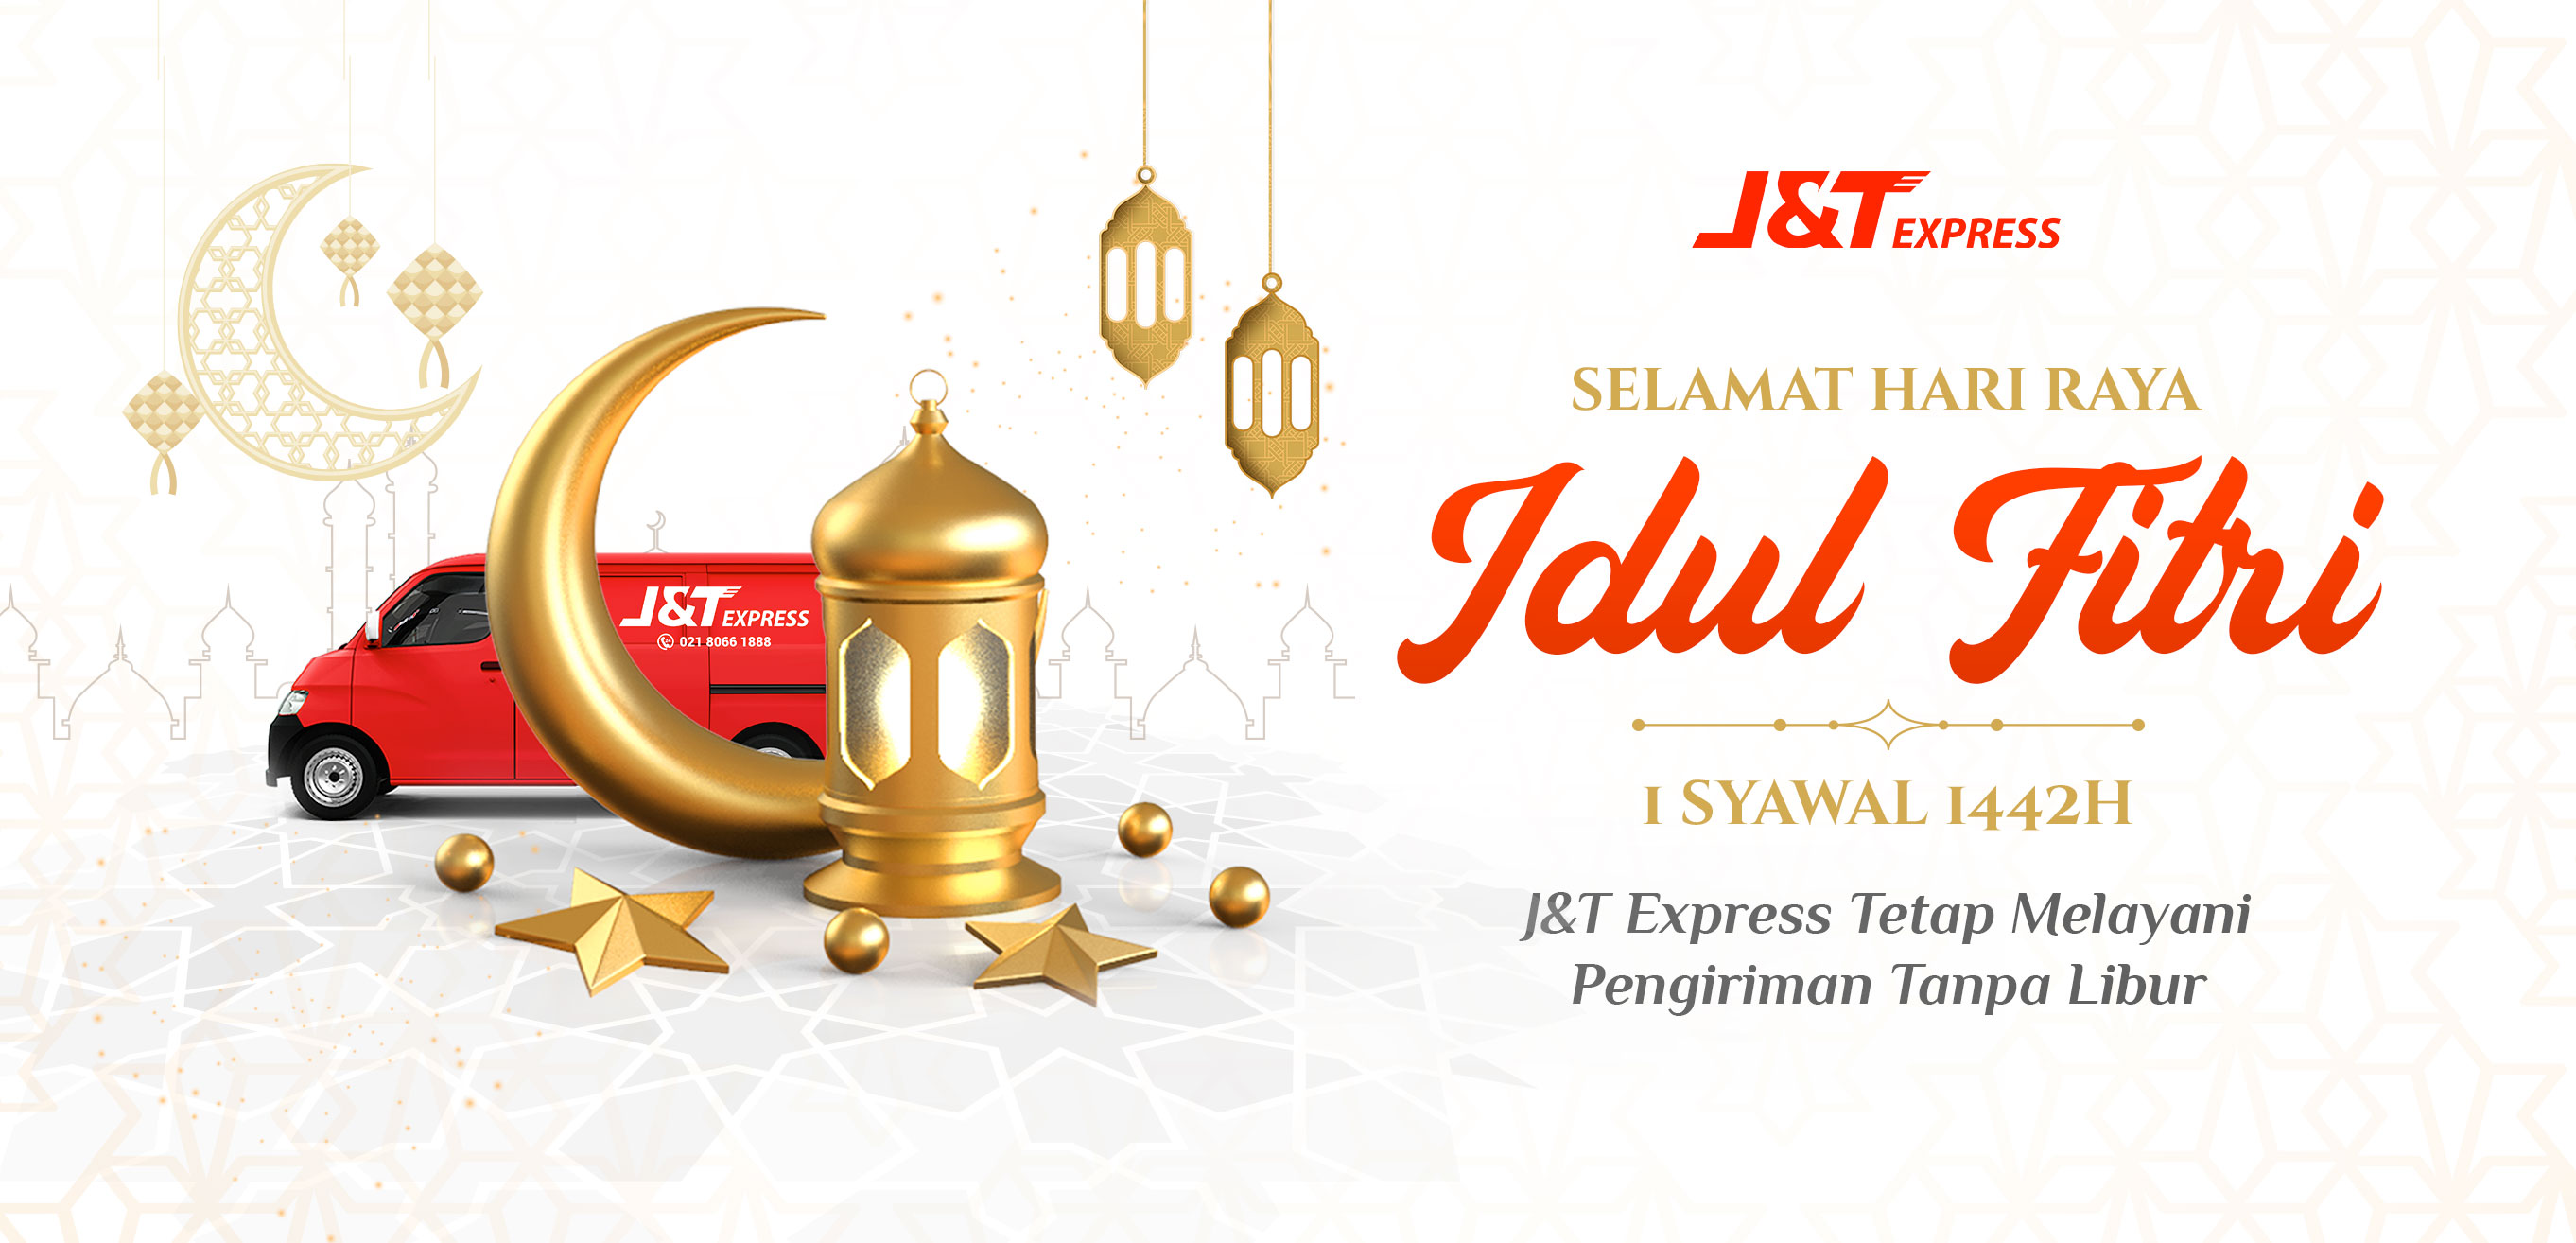 J&T EXPRESS
SELAMAT HARI RAYA
Idul Fitri
1 SYAWAL 1442H
J&T Express Tetap Melayani
Pengiriman Tanpa Libur
J&T EXPRESS
021 8066 1888